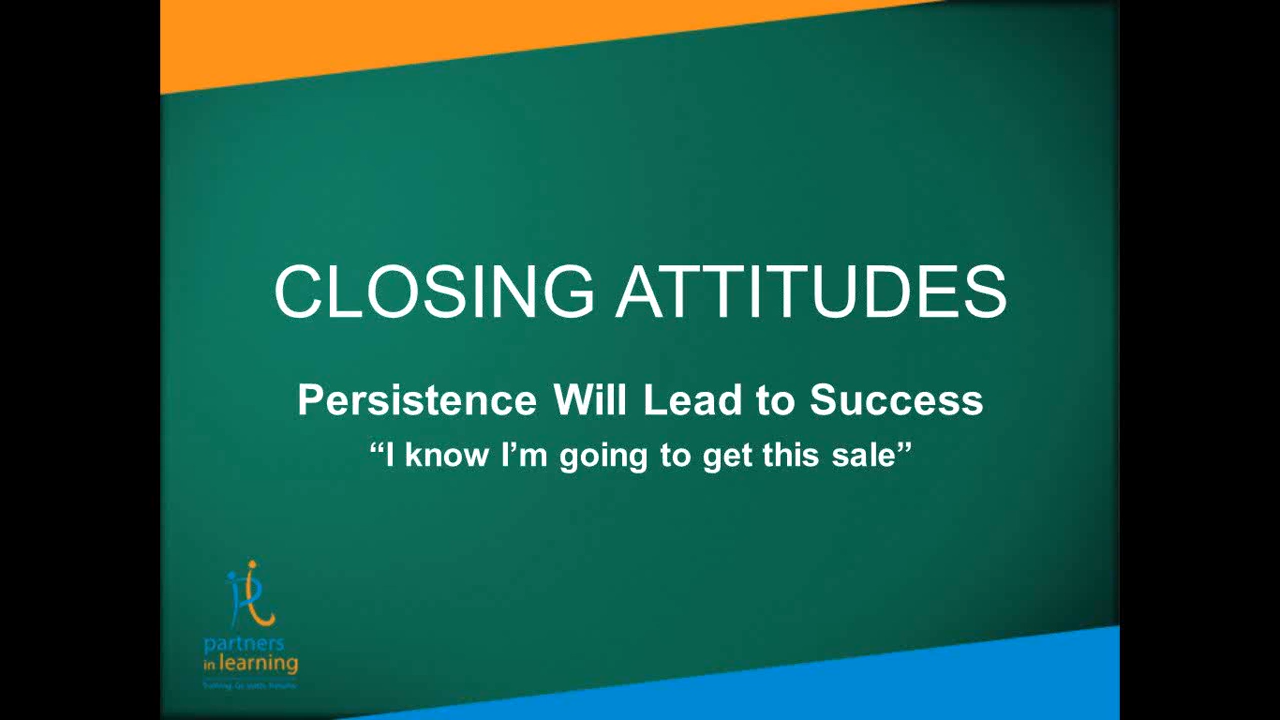 CLOSING ATTITUDES
Persistence Will Lead to Success
“I know I’m going to get this sale”
partners
in learning